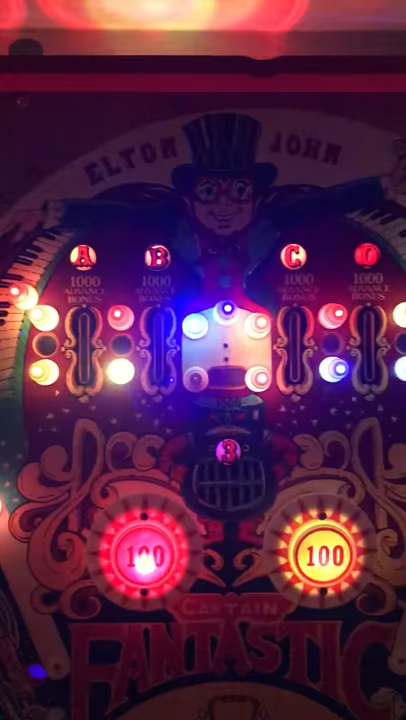 ELTON JOHN
A B C D
1000 ADVANCE BONUS
1000 ADVANCE BONUS
1000 ADVANCE BONUS
1000 ADVANCE BONUS
3
100 100
CAPTAIN
FANTASTIC